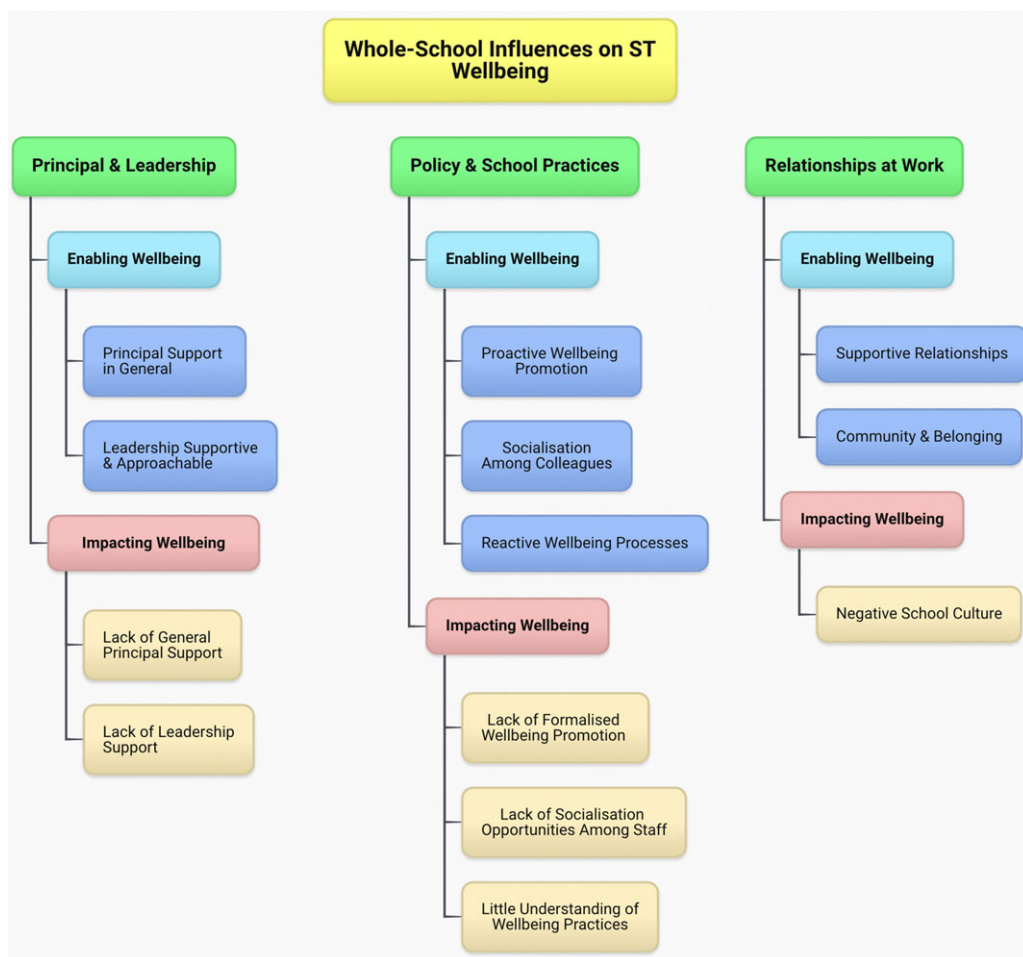 Whole-School Influences on ST
Wellbeing
Principal & Leadership
Enabling Wellbeing
Principal Support
in General
Leadership Supportive
& Approachable
Impacting Wellbeing
Lack of General
Principal Support
Lack of Leadership
Support
Policy & School Practices
Enabling Wellbeing
Proactive Wellbeing
Promotion
Socialisation
Among Colleagues
Reactive Wellbeing Processes
Impacting Wellbeing
Lack of Formalised
Wellbeing Promotion
Lack of Socialisation
Opportunities Among Staff
Little Understanding of
Wellbeing Practices
Relationships at Work
Enabling Wellbeing
Supportive Relationships
Community & Belonging
Impacting Wellbeing
Negative School Culture